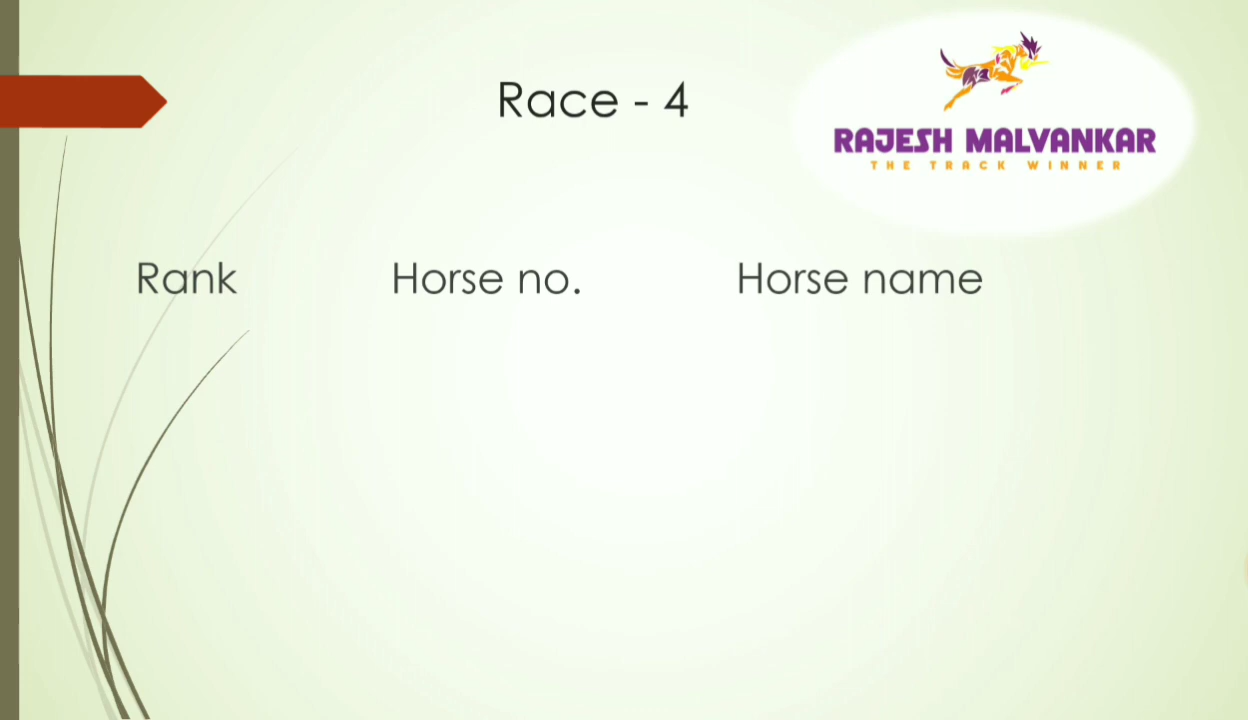 Race - 4
RAJESH MALVANKAR
THE TRACK WINNER
Rank Horse no. Horse name